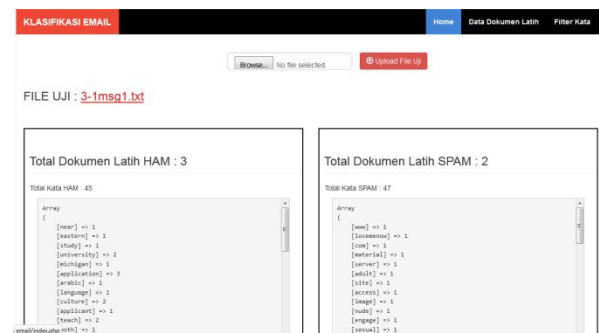 KLASIFIKASI EMAIL
Home Data Dokumen Latih Filter Kata
Browse... No file selected. Upload File Uji
FILE UJI : 3-1msg1.txt
Total Dokumen Latih HAM : 3
Total Kata HAM : 45
Array
(
[near] => 1
[eastern] => 1
[study] => 1
[university] => 2
[michigan] => 1
[application] => 3
[arabic] => 1
[language] => 1
[culture] => 2
[applicant] => 1
[teach] => 2
=> 1
email/index.php
Total Dokumen Latih SPAM : 2
Total Kata SPAM : 47
Array
(
[www] => 1
[lovemenow] => 1
[com] => 1
[material] => 1
[server] => 1
[adult] => 1
[site] => 1
[access] => 1
[image] => 1
[nude] => 1
[engage] => 1
[sexual] => 1